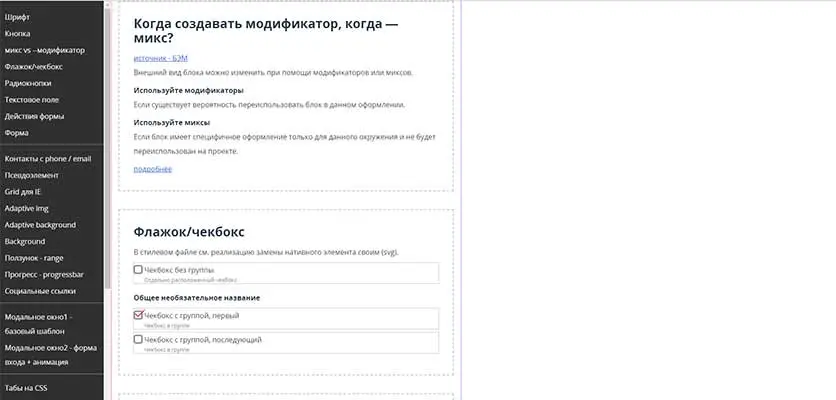 Шрифт
Кнопка
микс vs --модификатор
Флажок/чекбокс
Радиокнопки
Текстовое поле
Действия формы
Форма
Контакты с phone / email
Псевдоэлемент
Grid для IE
Adaptive img
Adaptive background
Background
Ползунок - range
Прогресс - progressbar
Социальные ссылки
Модальное окно1 -
базовый шаблон
Модальное окно2 - форма
входа + анимация
Табы на CSS
Когда создавать модификатор, когда —
микс?
источник - БЭМ
Внешний вид блока можно изменить при помощи модификаторов или миксов.
Используйте модификаторы
Если существует вероятность переиспользовать блок в данном оформлении.
Используйте миксы
Если блок имеет специфичное оформление только для данного окружения и не будет
переиспользован на проекте.
подробнее
Флажок/чекбокс
В стилевом файле см. реализацию замены нативного элемента своим (svg).
Чекбокс без группы
Отдельно расположенный чекбокс
Общее необязательное название
Чекбокс с группой, первый
Чекбокс в группе
Чекбокс с группой, последующий
Чекбокс в группе